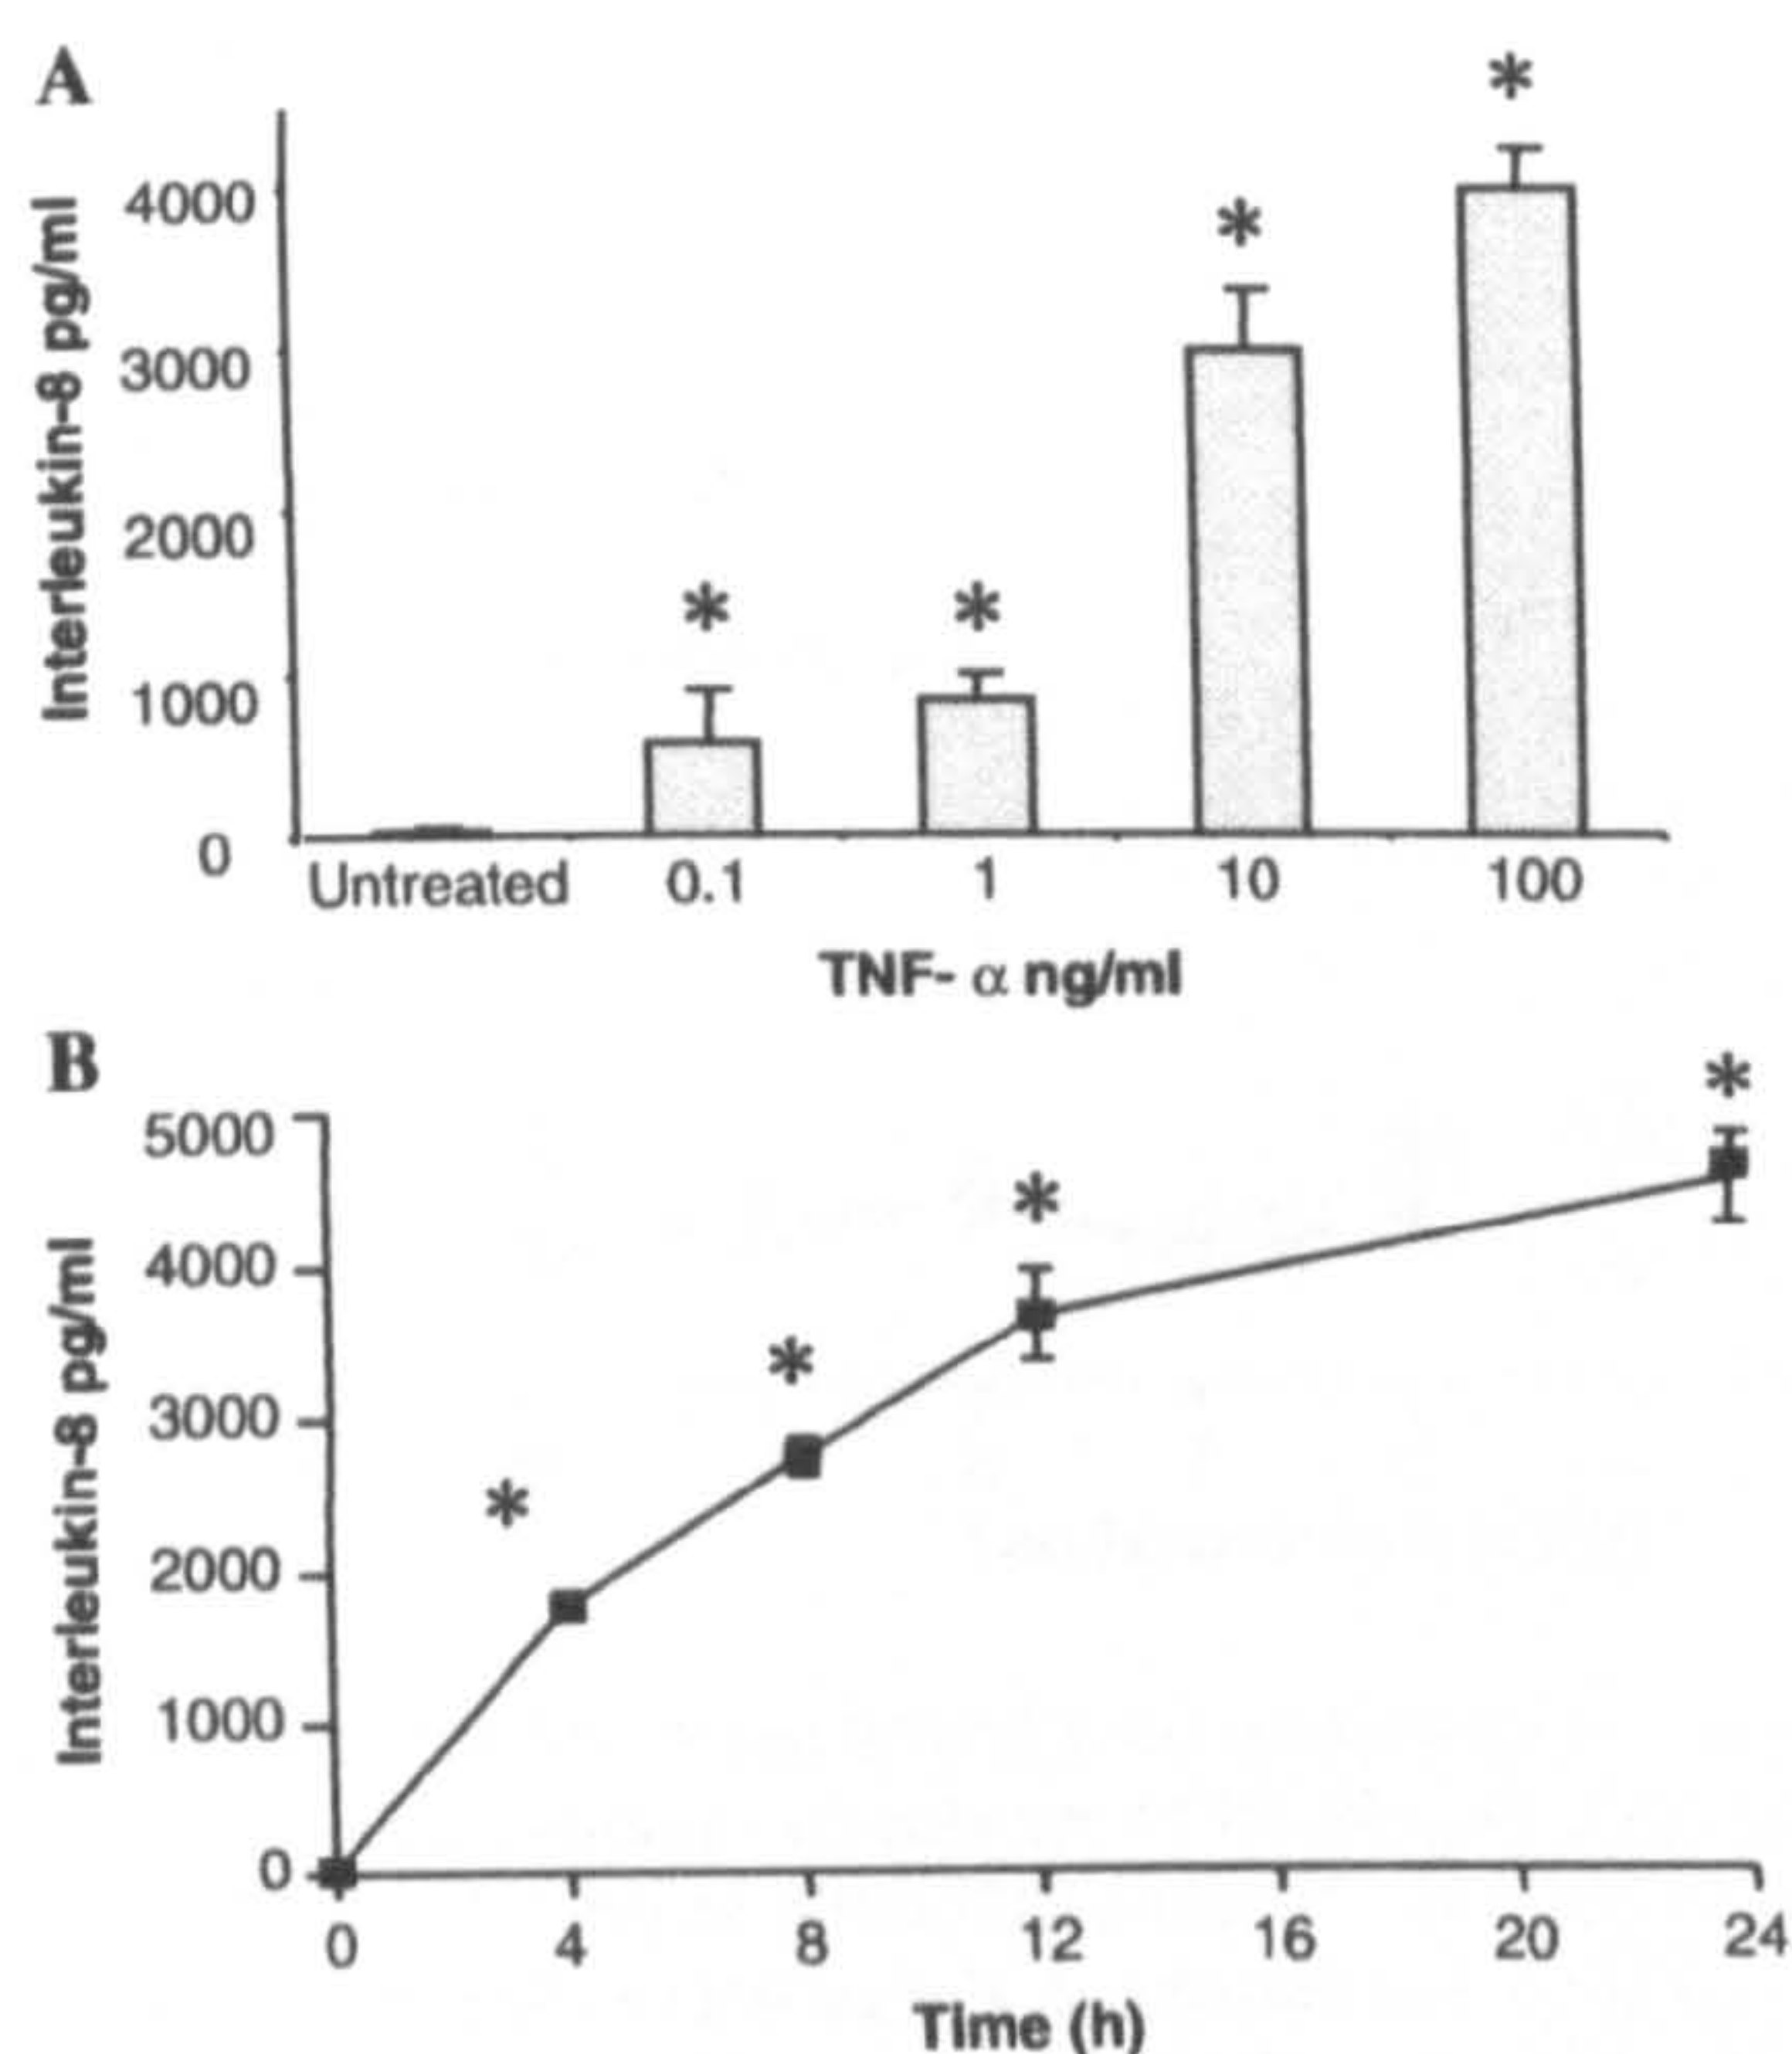 A
*
*
4000
Interleukin-8 pg/ml
3000
2000
* *
1000
0
Untreated 0.1 1 10 100
TNF- α ng/ml
B
*
5000
*
4000
Interleukin-8 pg/ml
*
3000
*
2000
1000
0
0 4 8 12 16 20 24
Time (h)